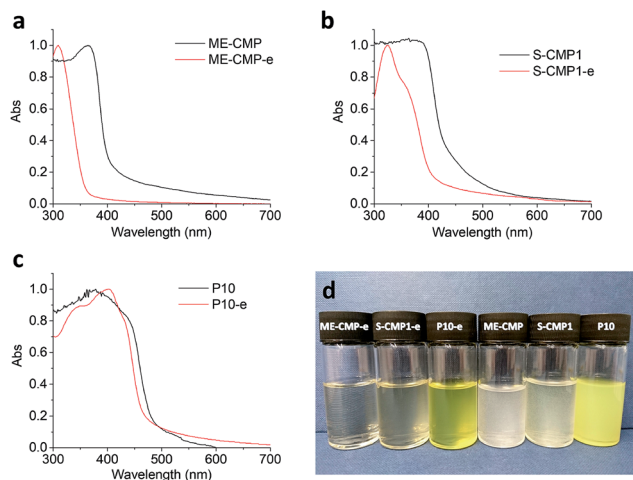 a
ME-CMP
ME-CMP-e
1.0
0.8
0.6
0.4
0.2
0.0
Abs
300 400 500 600 700
Wavelength (nm)
b
S-CMP1
S-CMP1-e
1.0
0.8
0.6
0.4
0.2
0.0
Abs
300 400 500 600 700
Wavelength (nm)
c
P10
P10-e
1.0
0.8
0.6
0.4
0.2
0.0
Abs
300 400 500 600 700
Wavelength (nm)
d
ME-CMP-e S-CMP1-e P10-e ME-CMP S-CMP1 P10